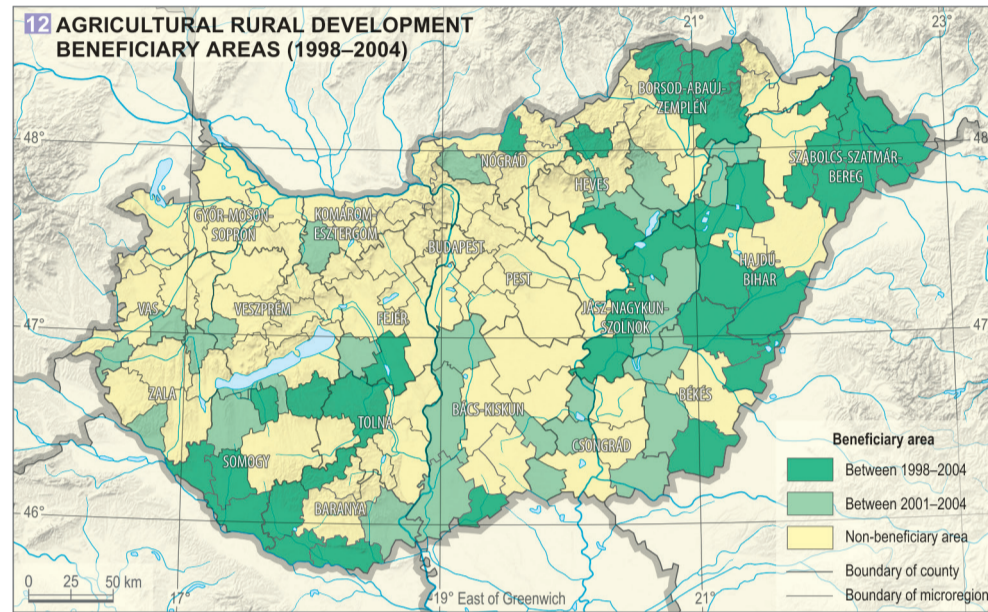 12 AGRICULTURAL RURAL DEVELOPMENT
BENEFICIARY AREAS (1998–2004)
21°
23°
48°
48
BORSOD-ABAÚJ-
ZEMPLÉN
NÓGRÁD
HEVES
SZABOLCS-SZATMÁR-
BEREG
GYŐR-MOSON-
SOPRON
KOMÁROM-
ESZTERGOM
BUDAPEST
PEST
HAJDÚ-
BIHAR
VAS
VESZPRÉM
FEJÉR
JÁSZ-NAGYKUN-
SZOLNOK
47°
47
ZALA
TOLNA
BÁCS-KISKUN
BÉKÉS
SOMOGY
CSONGRÁD
BARANYA
46°
Beneficiary area
Between 1998–2004
Between 2001–2004
Non-beneficiary area
Boundary of county
Boundary of microregion
0 25 50 km
17°
19° East of Greenwich
21°